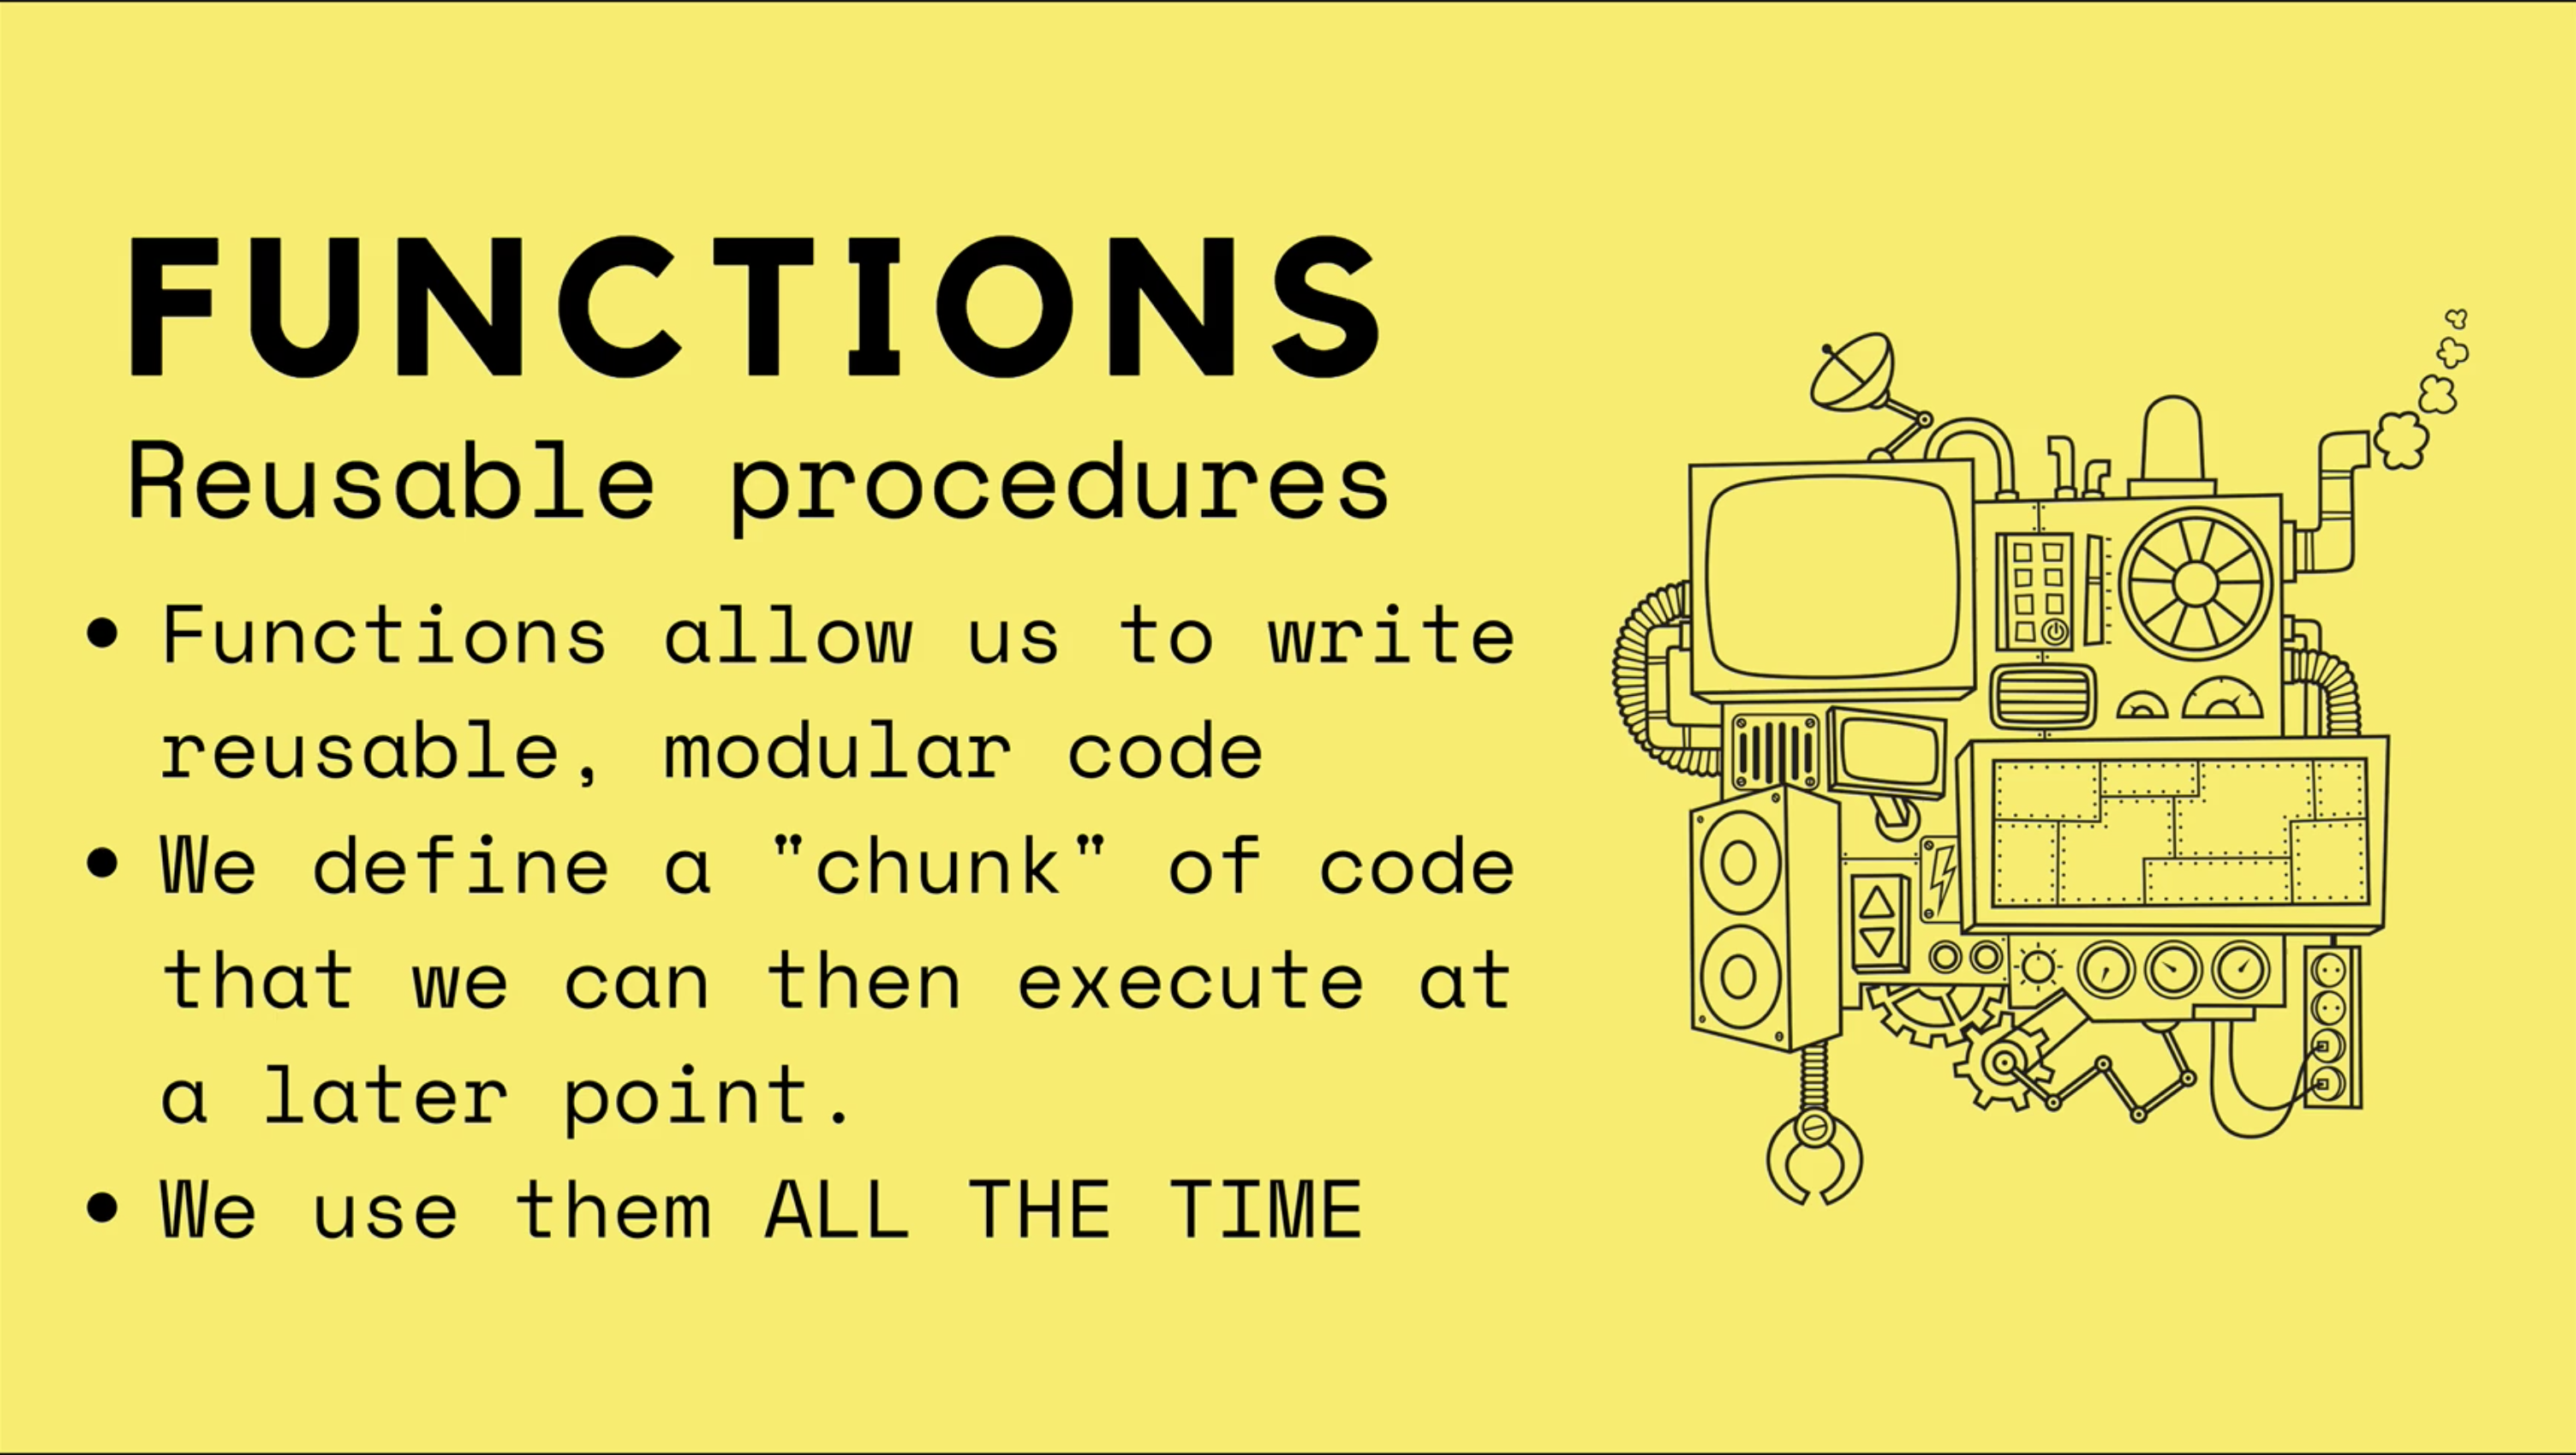 FUNCTIONS
Reusable procedures
• Functions allow us to write
reusable, modular code
• We define a "chunk" of code
that we can then execute at
a later point.
• We use them ALL THE TIME